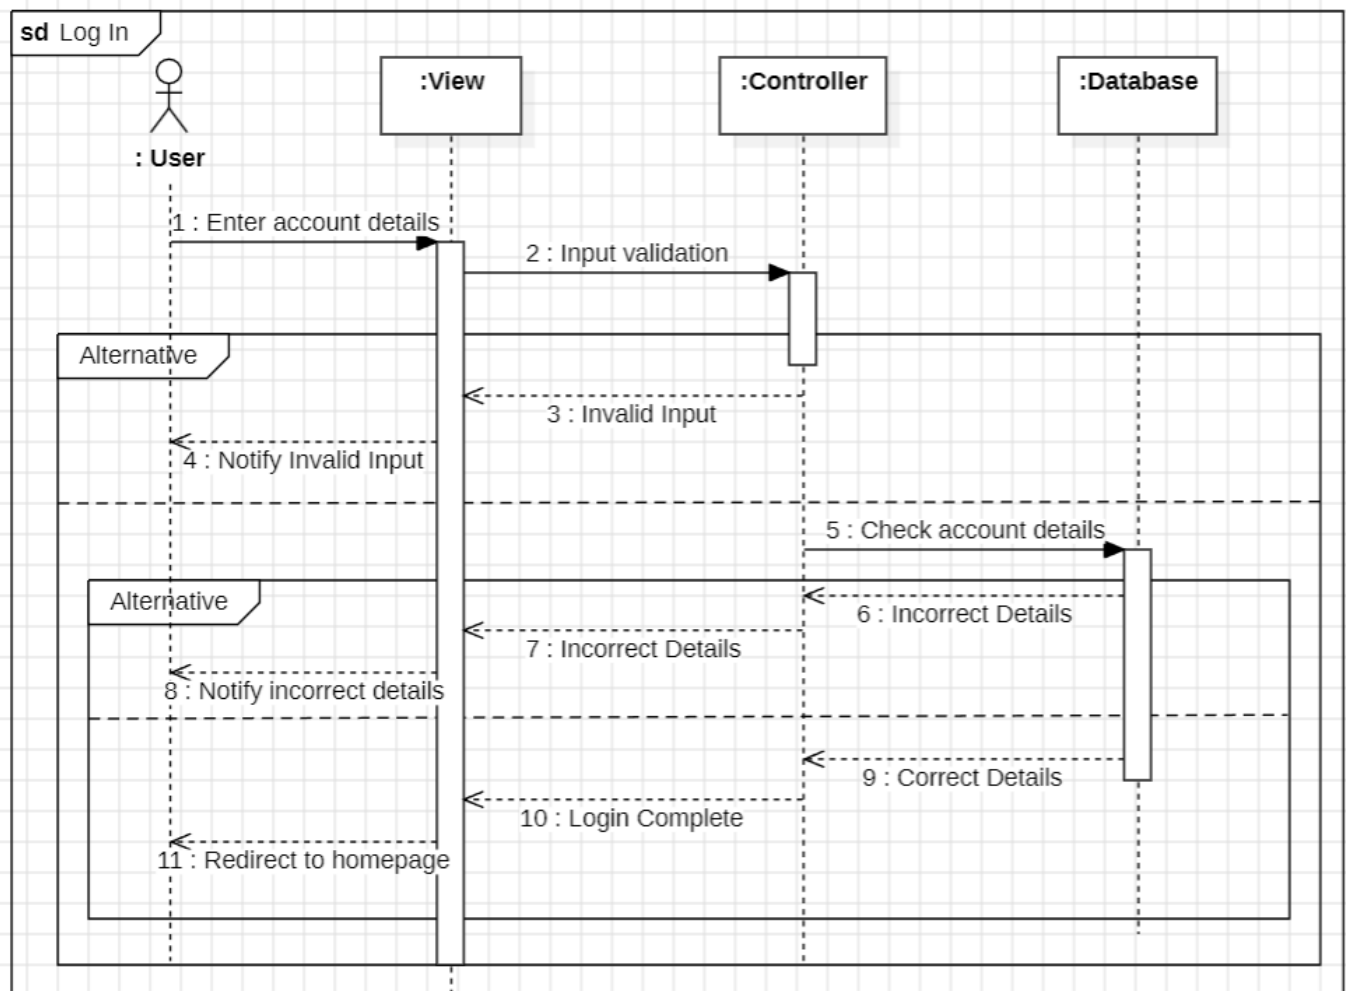 sd Log In
:View
:Controller
:Database
: User
1 : Enter account details
2 : Input validation
Alternative
3 : Invalid Input
4 : Notify Invalid Input
5 : Check account details
Alternative
6 : Incorrect Details
7 : Incorrect Details
8 : Notify incorrect details
9 : Correct Details
10 : Login Complete
11 : Redirect to homepage